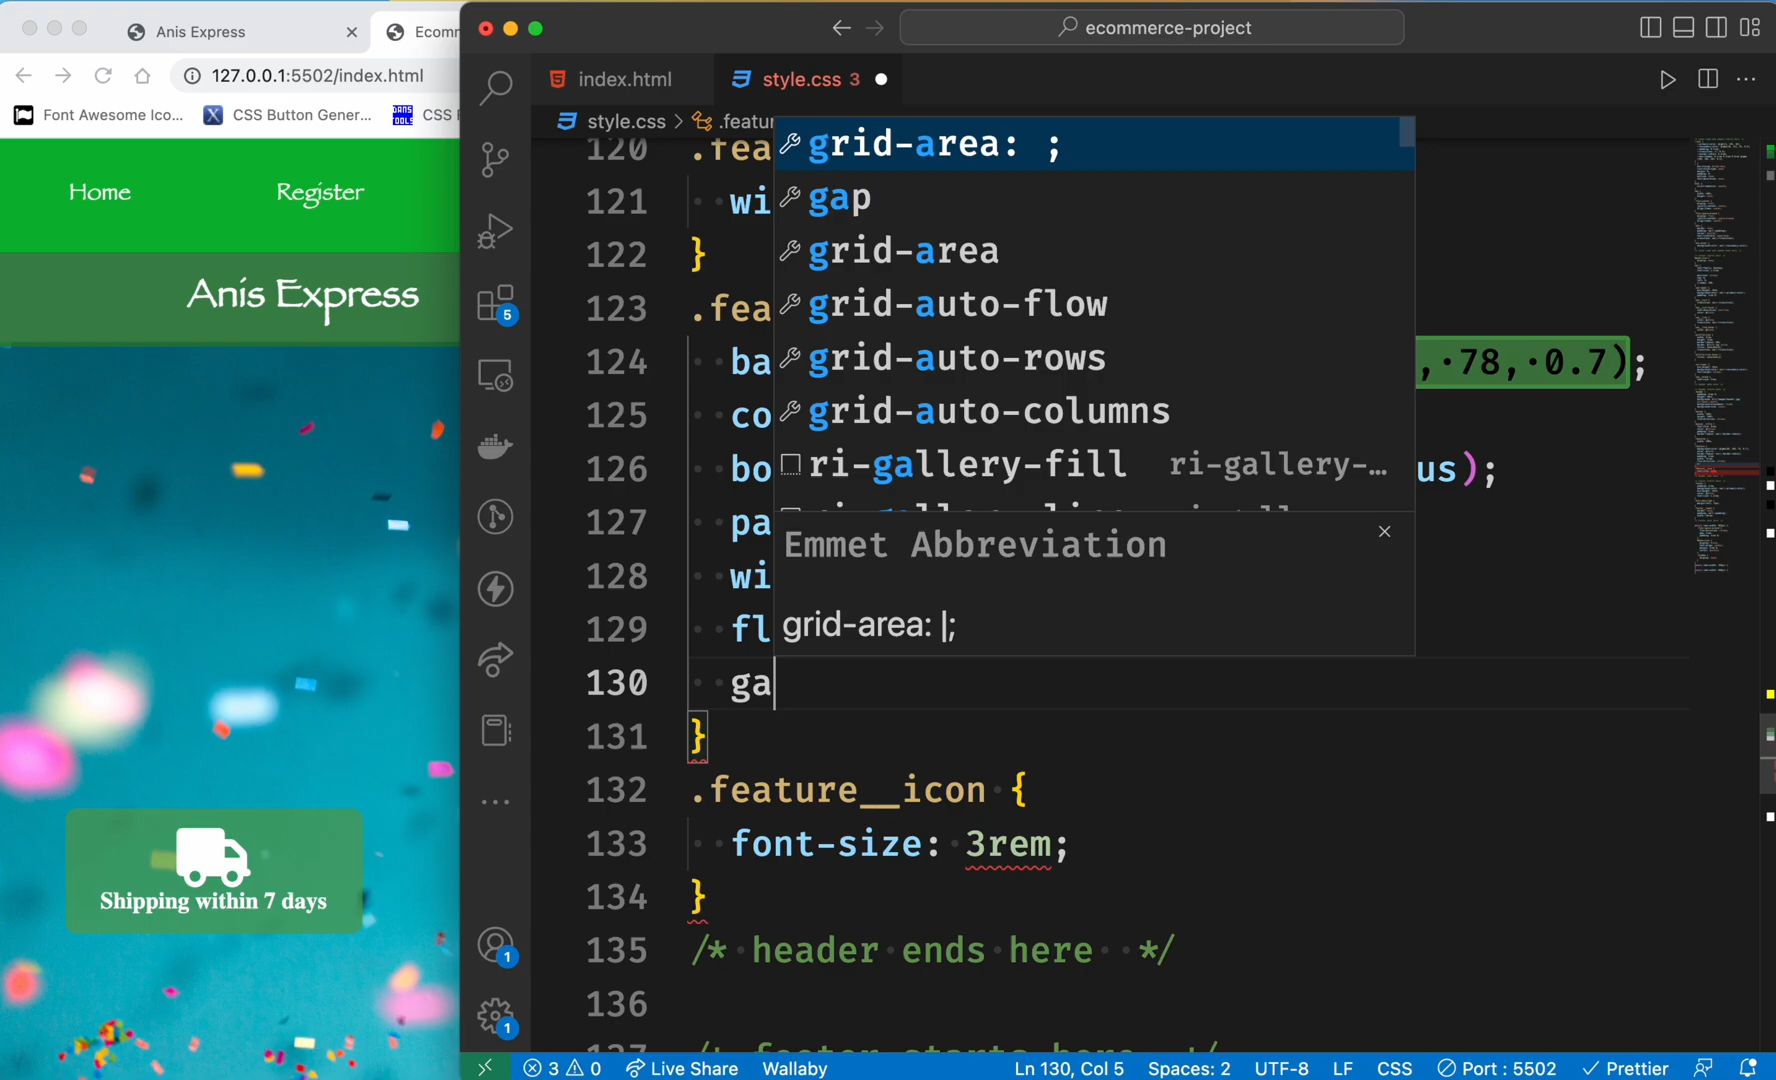 Anis Express
Ecomm
127.0.0.1:5502/index.html
Font Awesome Ico...
CSS Button Gener...
DANS TOOLS
CSS
Home
Register
Anis Express
Shipping within 7 days
ecommerce-project
index.html
style.css 3
style.css > .featur
120 .fea
121 wi
122 }
123 .fea
124 ba , 78, 0.7);
125 co
126 bo us);
127 pa
128 wi
129 fl
130 ga
131 }
132 .feature__icon {
133 font-size: 3rem;
134 }
135 /* header ends here */
136
grid-area: ;
gap
grid-area
grid-auto-flow
grid-auto-rows
grid-auto-columns
ri-gallery-fill ri-gallery-...
Emmet Abbreviation
grid-area: |;
5
1
1
3 0
Live Share
Wallaby
Ln 130, Col 5
Spaces: 2
UTF-8
LF
CSS
Port : 5502
Prettier